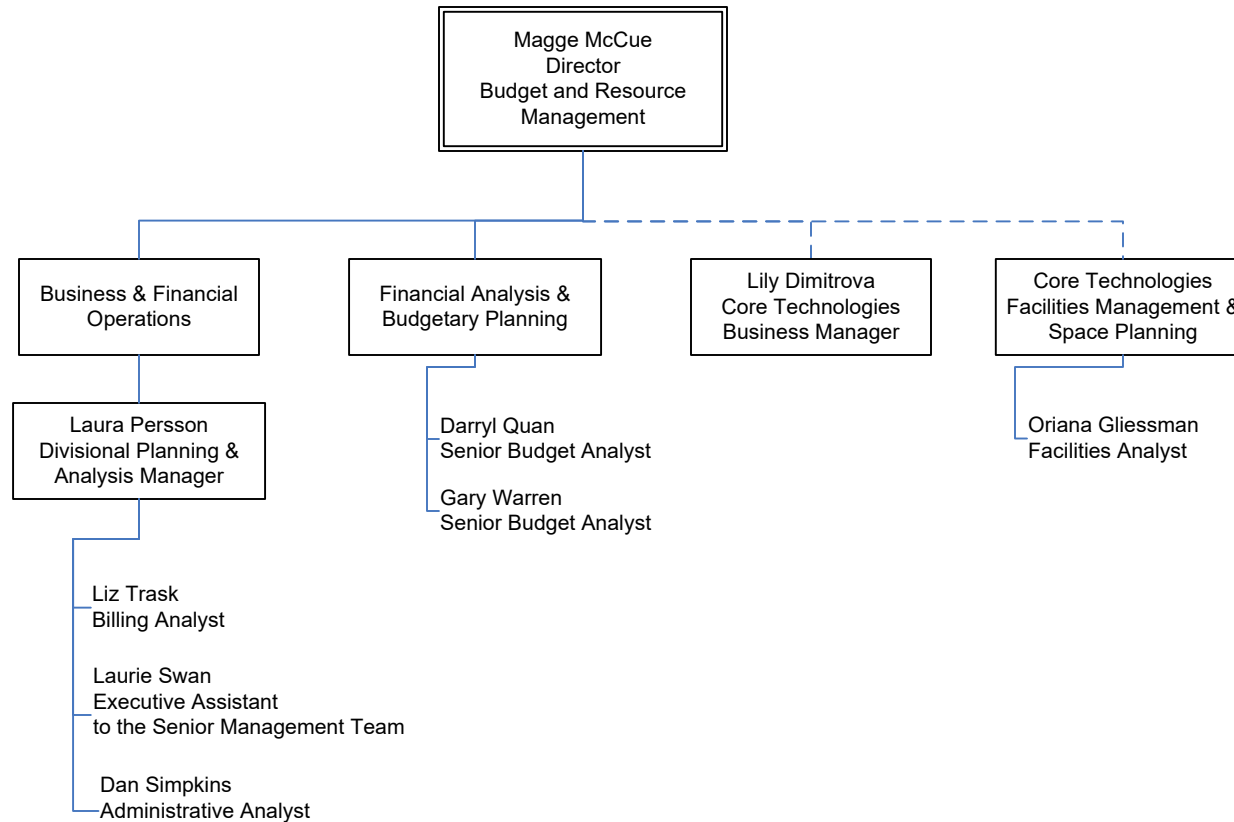 Magge McCue
Director
Budget and Resource
Management
Business & Financial
Operations
Financial Analysis &
Budgetary Planning
Lily Dimitrova
Core Technologies
Business Manager
Core Technologies
Facilities Management &
Space Planning
Laura Persson
Divisional Planning &
Analysis Manager
Darryl Quan
Senior Budget Analyst
Gary Warren
Senior Budget Analyst
Oriana Gliessman
Facilities Analyst
Liz Trask
Billing Analyst
Laurie Swan
Executive Assistant
to the Senior Management Team
Dan Simpkins
Administrative Analyst